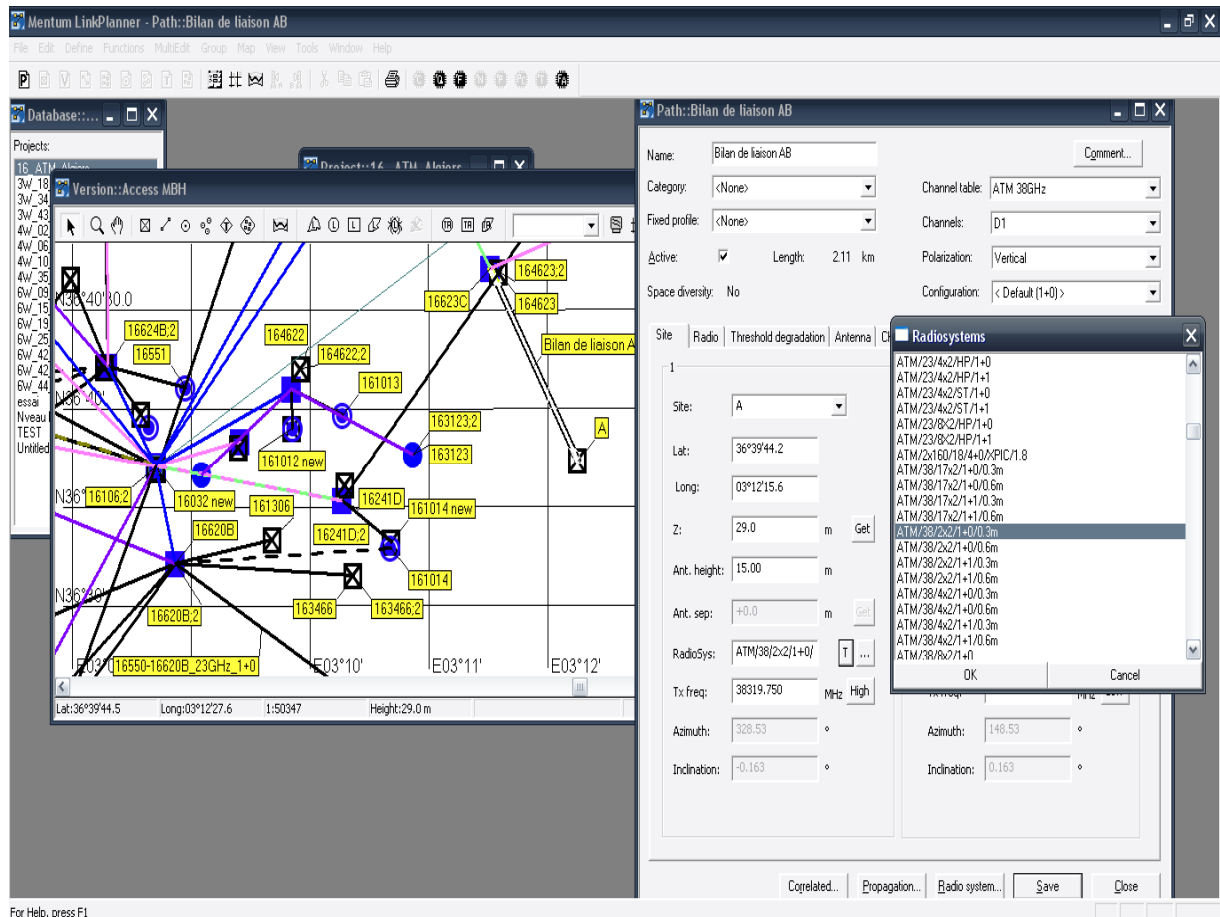 Mentum LinkPlanner - Path::Bilan de liaison AB
File Edit Define Functions MultiEdit Group Map View Tools Window Help
Database::...
Projects:
3W_18
3W_34
3W_43
4W_02
4W_06
4W_10
4W_35
6W_09
6W_15
6W_19
6W_25
6W_42
6W_42
6W_44
essai
TEST
Project::16_ATM_Algiers
Version::Access MBH
164623;2
16623C
164623
N36°40'30.0
16624B;2
16551
164622
164622;2
Bilan de liaison A
N36°40'
161013
163123;2
A
163123
161012 new
16106;2
16032 new
161306
16241D
161014 new
16620B
16241D;2
161014
163466
163466;2
16620B;2
16550-16620B_23GHz_1+0
E03°10'
E03°11'
E03°12'
Lat:36°39'44.5 Long:03°12'27.6 1:50347 Height:29.0 m
Path::Bilan de liaison AB
Name: Bilan de liaison AB Comment...
Category: <None> Channel table: ATM 38GHz
Fixed profile: <None> Channels: D1
Active: Length: 2.11 km Polarization: Vertical
Space diversity: No Configuration: < Default (1+0) >
Site Radio Threshold degradation Antenna
1
Site: A
Lat: 36°39'44.2
Long: 03°12'15.6
Z: 29.0 m Get
Ant. height: 15.00 m
Ant. sep: +0.0 m Get
RadioSys: ATM/38/2x2/1+0/ T ...
Tx freq: 38319.750 MHz High
Azimuth: 328.53 °
Inclination: -0.163 °
Azimuth: 148.53 °
Inclination: 0.163 °
Radiosystems
ATM/23/4x2/HP/1+0
ATM/23/4x2/HP/1+1
ATM/23/4x2/ST/1+0
ATM/23/4x2/ST/1+1
ATM/23/8X2/HP/1+0
ATM/23/8X2/HP/1+1
ATM/2x160/18/4+0/XPIC/1.8
ATM/38/17x2/1+0/0.3m
ATM/38/17x2/1+0/0.6m
ATM/38/17x2/1+1/0.3m
ATM/38/17x2/1+1/0.6m
ATM/38/2x2/1+0/0.3m
ATM/38/2x2/1+0/0.6m
ATM/38/2x2/1+1/0.3m
ATM/38/2x2/1+1/0.6m
ATM/38/4x2/1+0/0.3m
ATM/38/4x2/1+0/0.6m
ATM/38/4x2/1+1/0.3m
ATM/38/4x2/1+1/0.6m
ATM/38/8x2/1+0
OK Cancel
Correlated... Propagation... Radio system... Save Close
For Help, press F1